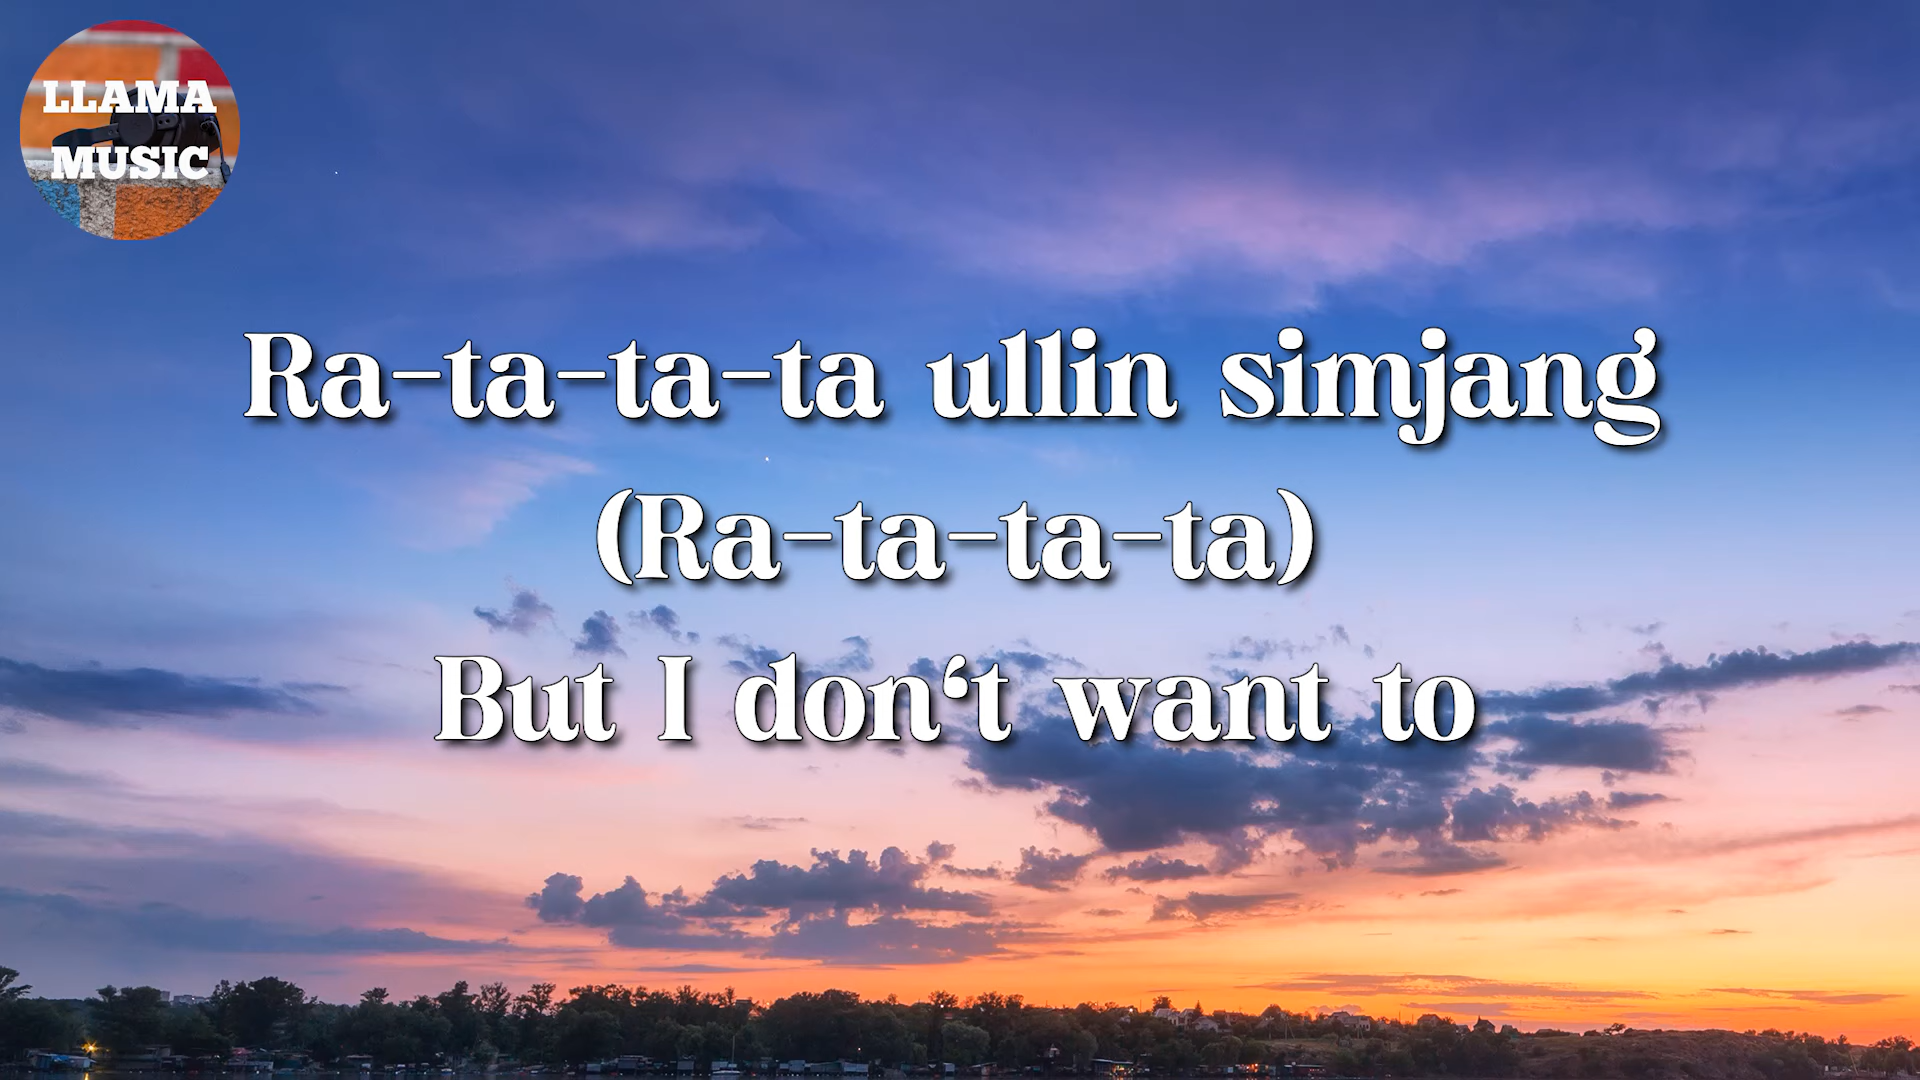 LLAMA
MUSIC
Ra-ta-ta-ta ullin simjang
(Ra-ta-ta-ta)
But I don‘t want to